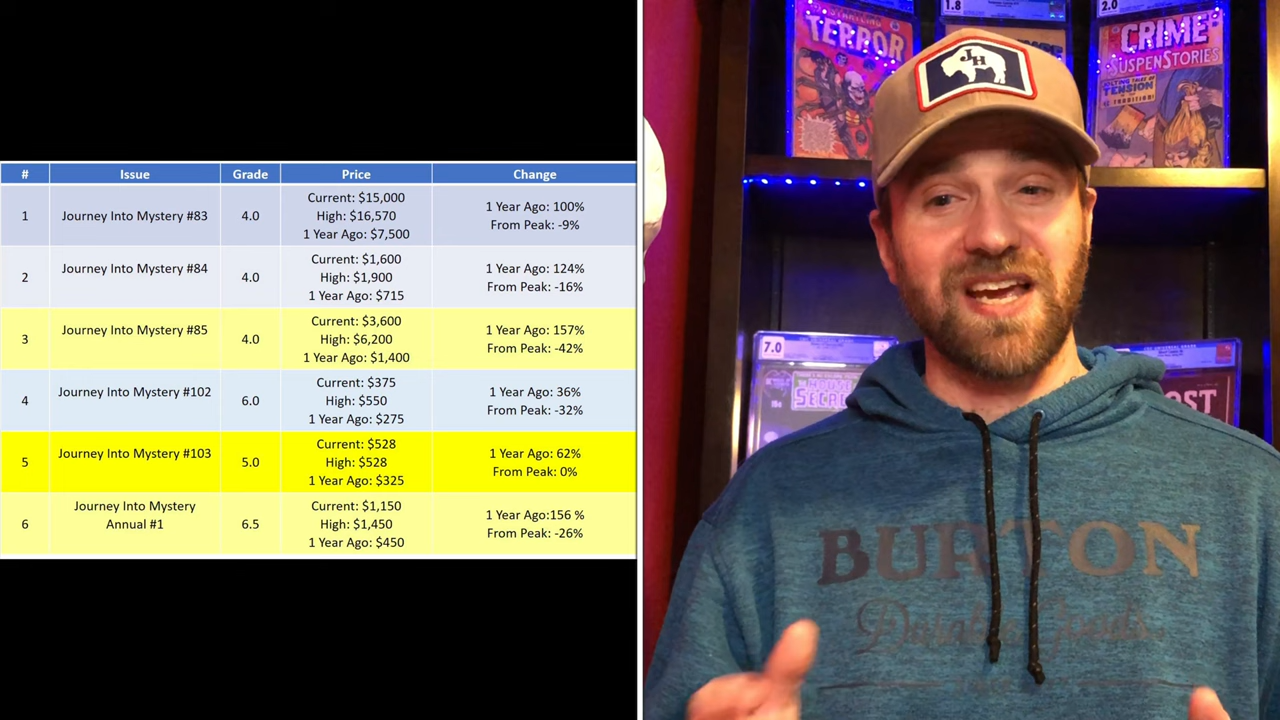 #
Issue
Grade
Price
Change
1
Journey Into Mystery #83
4.0
Current: $15,000
High: $16,570
1 Year Ago: $7,500
1 Year Ago: 100%
From Peak: -9%
2
Journey Into Mystery #84
4.0
Current: $1,600
High: $1,900
1 Year Ago: $715
1 Year Ago: 124%
From Peak: -16%
3
Journey Into Mystery #85
4.0
Current: $3,600
High: $6,200
1 Year Ago: $1,400
1 Year Ago: 157%
From Peak: -42%
4
Journey Into Mystery #102
6.0
Current: $375
High: $550
1 Year Ago: $275
1 Year Ago: 36%
From Peak: -32%
5
Journey Into Mystery #103
5.0
Current: $528
High: $528
1 Year Ago: $325
1 Year Ago: 62%
From Peak: 0%
6
Journey Into Mystery
Annual #1
6.5
Current: $1,150
High: $1,450
1 Year Ago: $450
1 Year Ago:156 %
From Peak: -26%
TERROR
1.8
2.0
CRIME
SUSPENSTORIES
TENSION
JH
7.0
HOUSE
SECRE
BURTON
Durable Goods